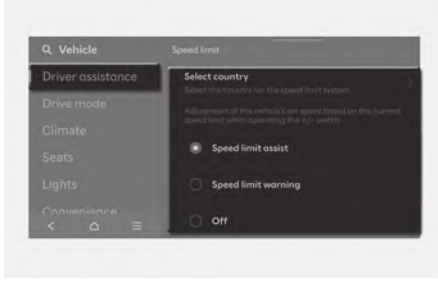 Vehicle
Speed limit
Driver assistance
Drive mode
Climate
Seats
Lights
Convenience
Select country
Select the country for the speed limit system.
Adjustment of the vehicle's set speed based on the current
speed limit when operating the +/- switch
Speed limit assist
Speed limit warning
Off